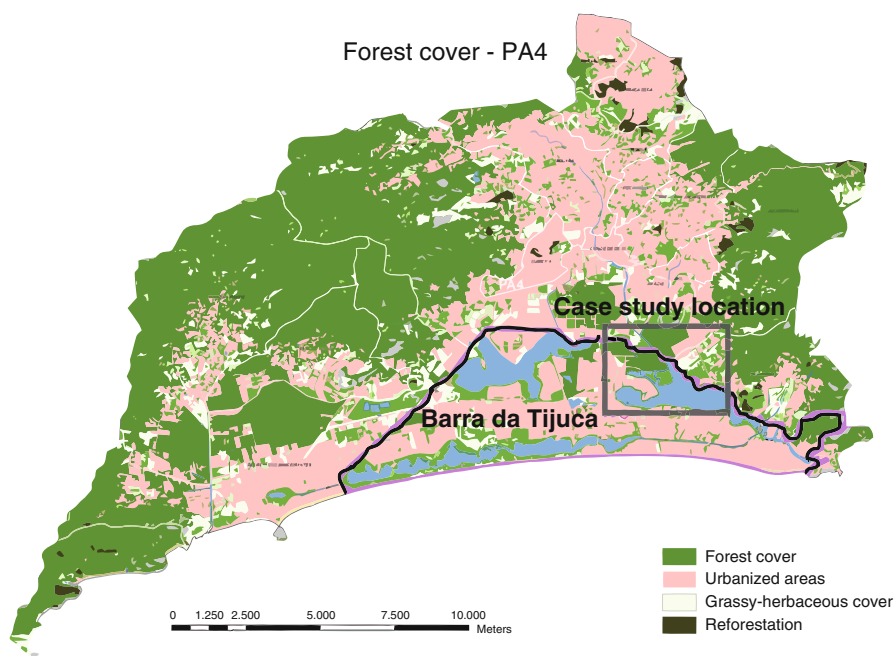 Forest cover - PA4
PA4
Case study location
Barra da Tijuca
Forest cover
Urbanized areas
Grassy-herbaceous cover
Reforestation
0 1.250 2.500 5.000 7.500 10.000
Meters